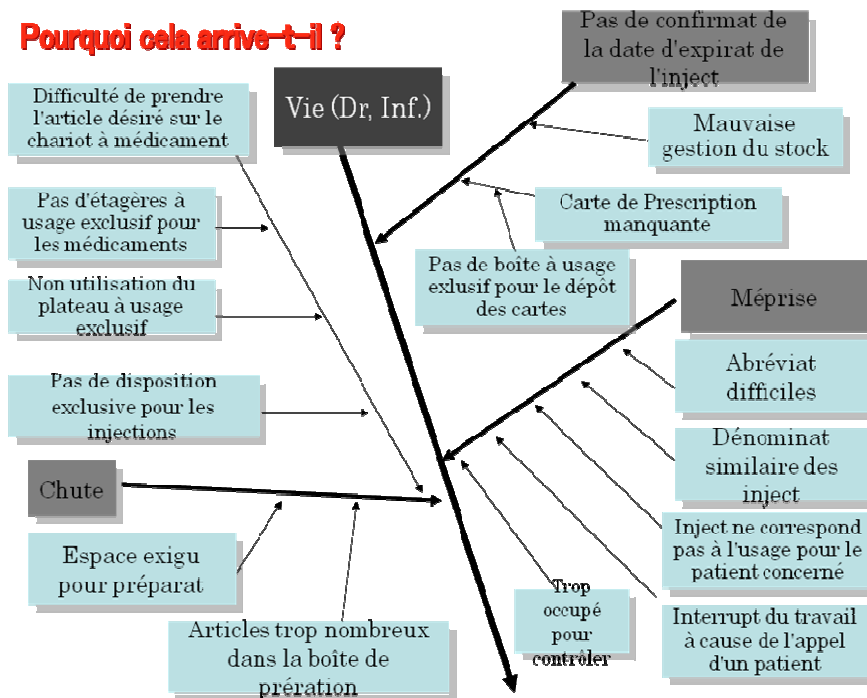 Pourquoi cela arrive-t-il ?
Pas de confirmat de
la date d'expirat de
l'inject
Vie (Dr, Inf.)
Difficulté de prendre
l'article désiré sur le
chariot à médicament
Mauvaise
gestion du stock
Pas d'étagères à
usage exclusif pour
les médicaments
Carte de Prescription
manquante
Pas de boîte à usage
exlusif pour le dépôt
des cartes
Non utilisation du
plateau à usage
exclusif
Méprise
Abréviat
difficiles
Pas de disposition
exclusive pour les
injections
Dénominat
similaire des
inject
Chute
Inject ne correspond
pas à l'usage pour le
patient concerné
Espace exigu
pour préparat
Trop
occupé
pour
contrôler
Interrupt du travail
à cause de l'appel
d'un patient
Articles trop nombreux
dans la boîte de
prération